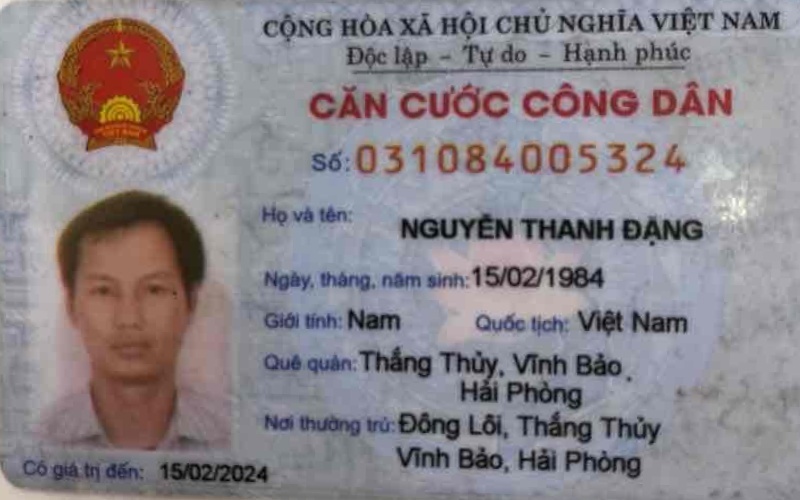 CỘNG HÒA XÃ HỘI CHỦ NGHĨA VIỆT NAM
Độc lập – Tự do – Hạnh phúc
CĂN CƯỚC CÔNG DÂN
Số: 031084005324
Họ và tên: NGUYỄN THANH ĐẶNG
Ngày, tháng, năm sinh: 15/02/1984
Giới tính: Nam Quốc tịch: Việt Nam
Quê quán: Thắng Thủy, Vĩnh Bảo,
Hải Phòng
Nơi thường trú: Đông Lôi, Thắng Thủy
Vĩnh Bảo, Hải Phòng
Có giá trị đến: 15/02/2024